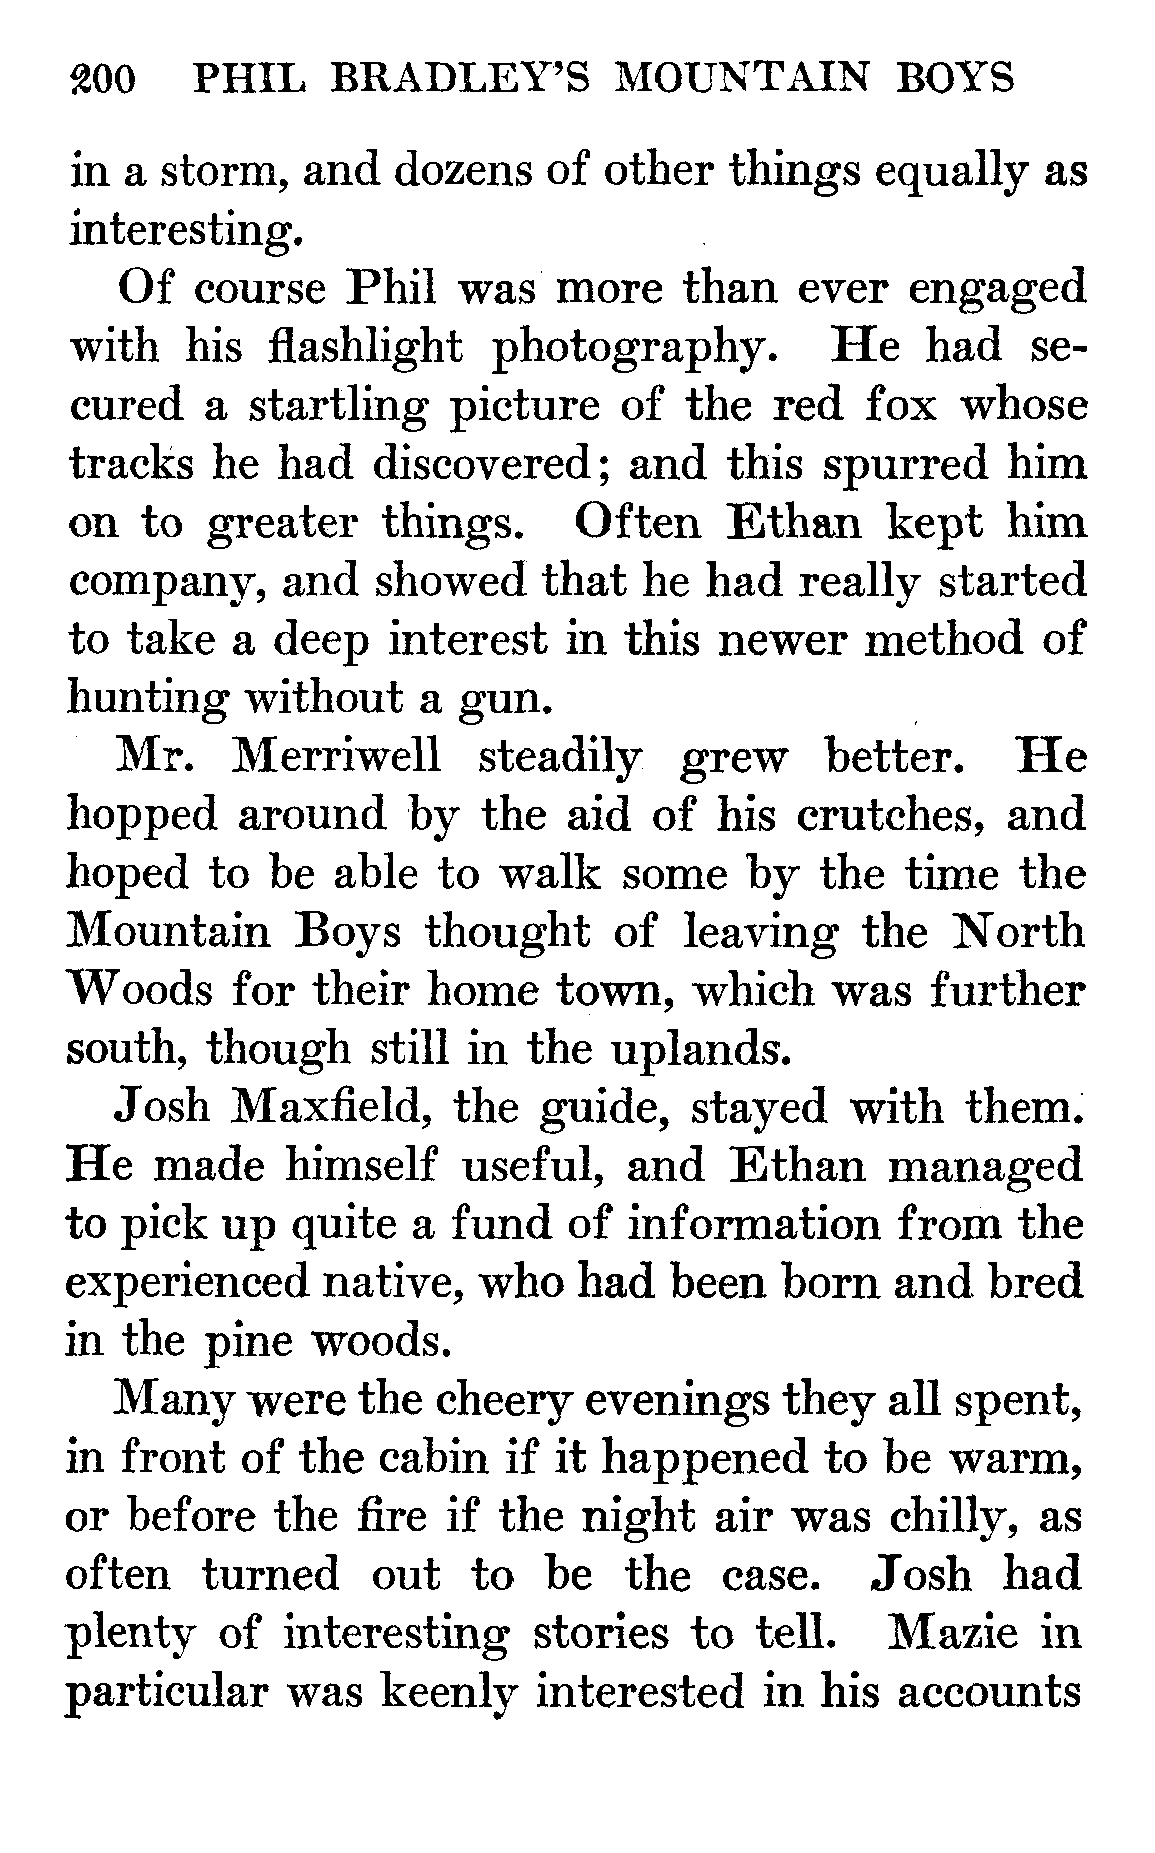 200 PHIL BRADLEY'S MOUNTAIN BOYS
in a storm, and dozens of other things equally as
interesting.
Of course Phil was more than ever engaged
with his flashlight photography. He had se-
cured a startling picture of the red fox whose
tracks he had discovered; and this spurred him
on to greater things. Often Ethan kept him
company, and showed that he had really started
to take a deep interest in this newer method of
hunting without a gun.
Mr. Merriwell steadily grew better. He
hopped around by the aid of his crutches, and
hoped to be able to walk some by the time the
Mountain Boys thought of leaving the North
Woods for their home town, which was further
south, though still in the uplands.
Josh Maxfield, the guide, stayed with them.
He made himself useful, and Ethan managed
to pick up quite a fund of information from the
experienced native, who had been born and bred
in the pine woods.
Many were the cheery evenings they all spent,
in front of the cabin if it happened to be warm,
or before the fire if the night air was chilly, as
often turned out to be the case. Josh had
plenty of interesting stories to tell. Mazie in
particular was keenly interested in his accounts